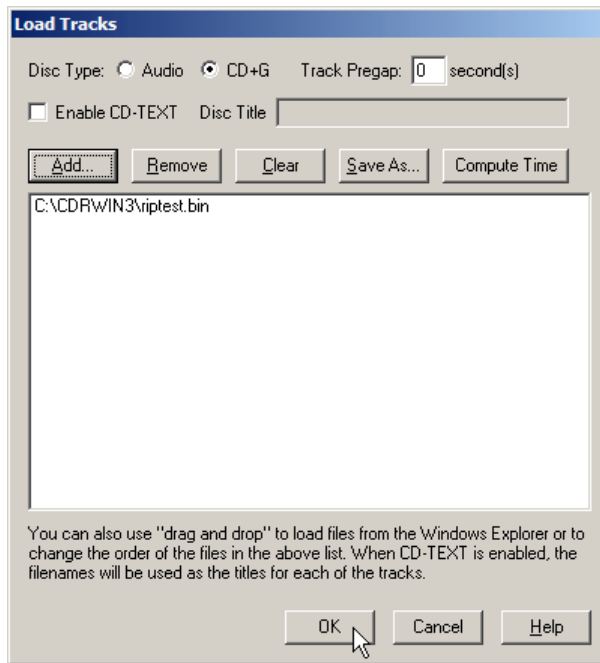 Load Tracks
Disc Type: Audio CD+G Track Pregap: 0 second(s)
Enable CD-TEXT Disc Title
Add... Remove Clear Save As... Compute Time
C:\CDRWIN3\riptest.bin
You can also use "drag and drop" to load files from the Windows Explorer or to
change the order of the files in the above list. When CD-TEXT is enabled, the
filenames will be used as the titles for each of the tracks.
OK Cancel Help